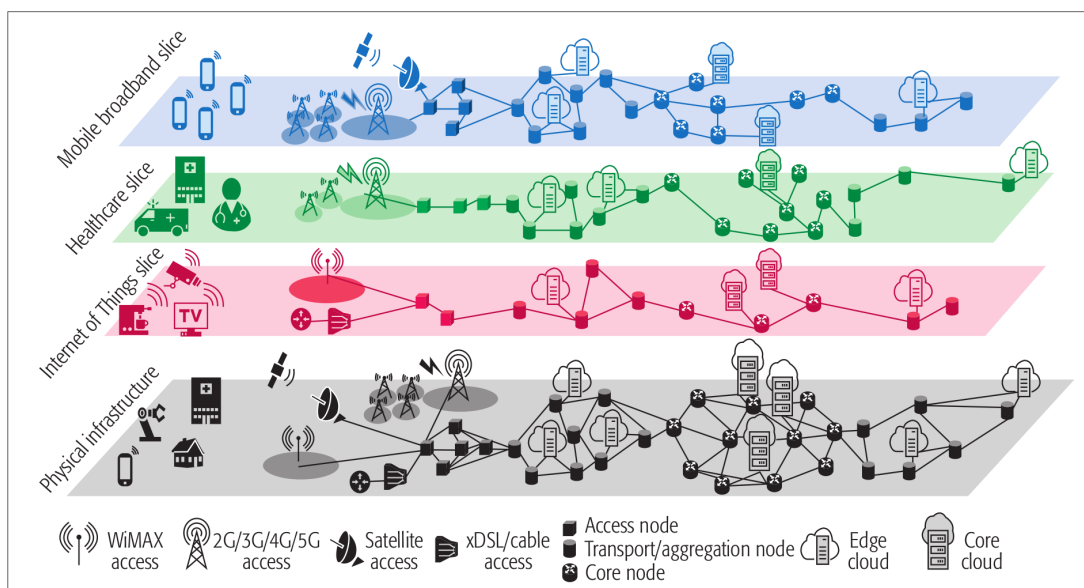 Mobile broadband slice
Healthcare slice
Internet of Things slice
TV
Physical infrastructure
WiMAX
access
2G/3G/4G/5G
access
Satellite
access
xDSL/cable
access
Access node
Transport/aggregation node
Core node
Edge
cloud
Core
cloud